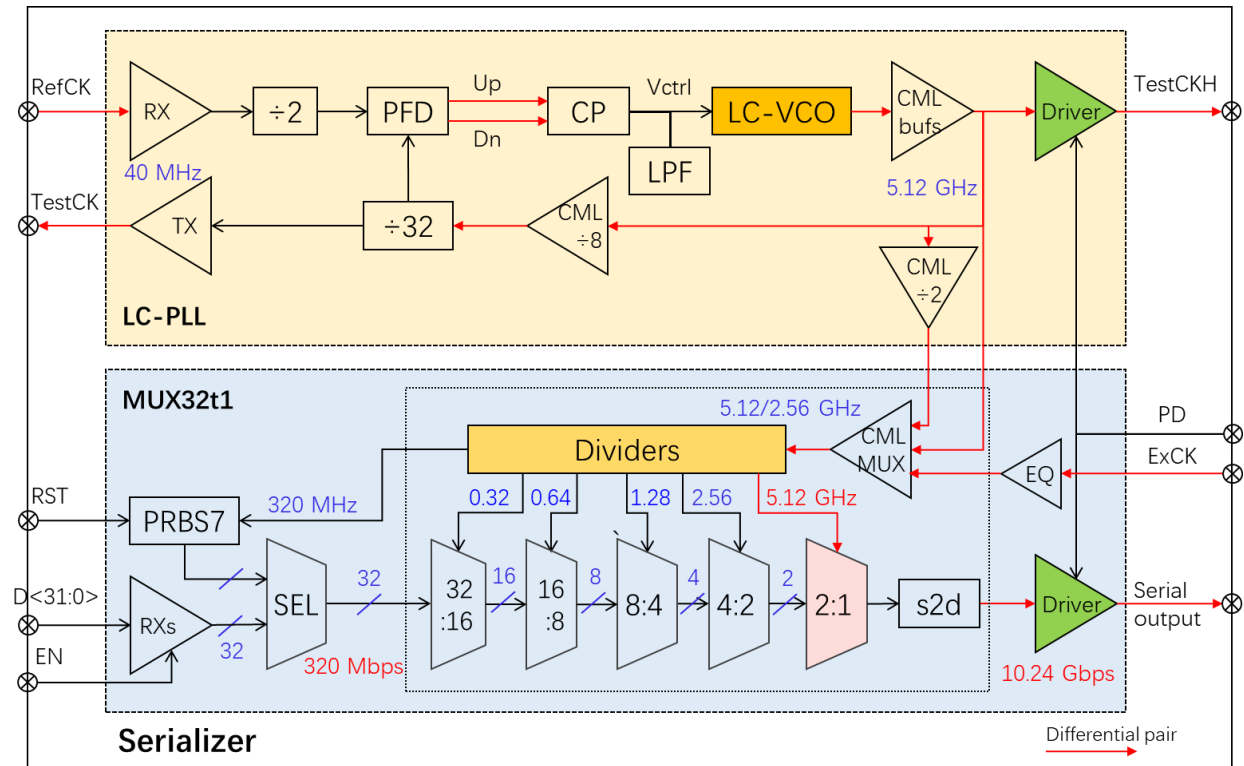 RefCK
RX
÷2
PFD
Up
Dn
CP
Vctrl
LPF
LC-VCO
CML
bufs
Driver
TestCKH
40 MHz
5.12 GHz
TestCK
TX
÷32
CML
÷8
CML
÷2
LC-PLL
MUX32t1
5.12/2.56 GHz
Dividers
CML
MUX
EQ
PD
ExCK
RST
PRBS7
320 MHz
0.32
0.64
1.28
2.56
5.12 GHz
`
D<31:0>
RXs
32
EN
SEL
32
320 Mbps
32
:16
16
16
:8
8
8:4
4
4:2
2
2:1
s2d
Driver
Serial
output
10.24 Gbps
Serializer
Differential pair